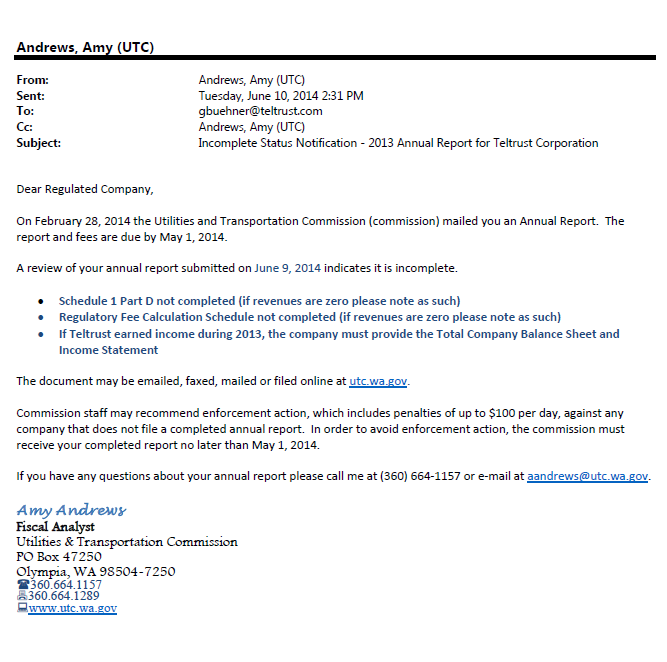 Andrews, Amy (UTC)
From: Andrews, Amy (UTC)
Sent: Tuesday, June 10, 2014 2:31 PM
To: gbuehner@teltrust.com
Cc: Andrews, Amy (UTC)
Subject: Incomplete Status Notification - 2013 Annual Report for Teltrust Corporation
Dear Regulated Company,
On February 28, 2014 the Utilities and Transportation Commission (commission) mailed you an Annual Report.  The
report and fees are due by May 1, 2014.
A review of your annual report submitted on June 9, 2014 indicates it is incomplete.
• Schedule 1 Part D not completed (if revenues are zero please note as such)
• Regulatory Fee Calculation Schedule not completed (if revenues are zero please note as such)
• If Teltrust earned income during 2013, the company must provide the Total Company Balance Sheet and
Income Statement
The document may be emailed, faxed, mailed or filed online at utc.wa.gov.
Commission staff may recommend enforcement action, which includes penalties of up to $100 per day, against any
company that does not file a completed annual report.  In order to avoid enforcement action, the commission must
receive your completed report no later than May 1, 2014.
If you have any questions about your annual report please call me at (360) 664-1157 or e-mail at aandrews@utc.wa.gov.
Amy Andrews
Fiscal Analyst
Utilities & Transportation Commission
PO Box 47250
Olympia, WA 98504-7250
☎360.664.1157
360.664.1289
www.utc.wa.gov